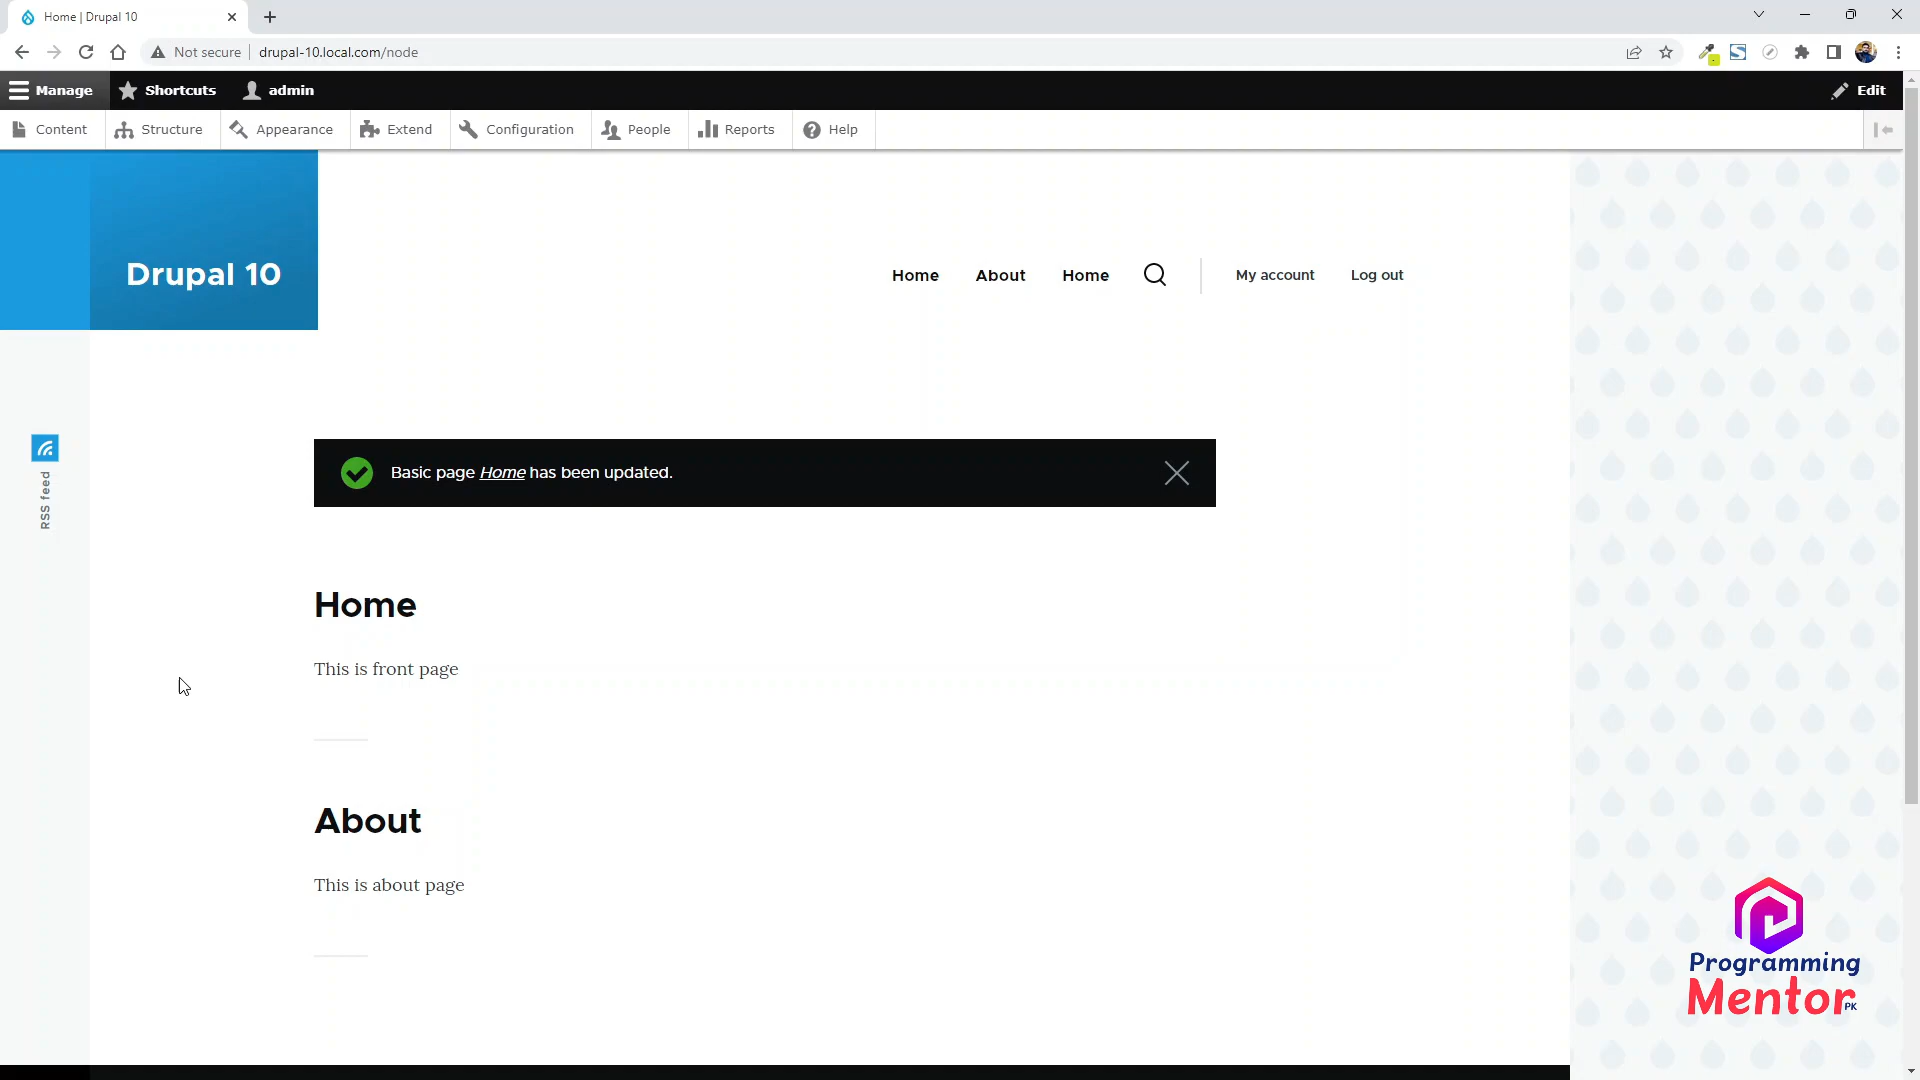 Home | Drupal 10
Not secure
drupal-10.local.com/node
Manage
Shortcuts
admin
Edit
Content
Structure
Appearance
Extend
Configuration
People
Reports
Help
Drupal 10
Home
About
Home
My account
Log out
RSS feed
Basic page Home has been updated.
Home
This is front page
About
This is about page
Programming
Mentor PK